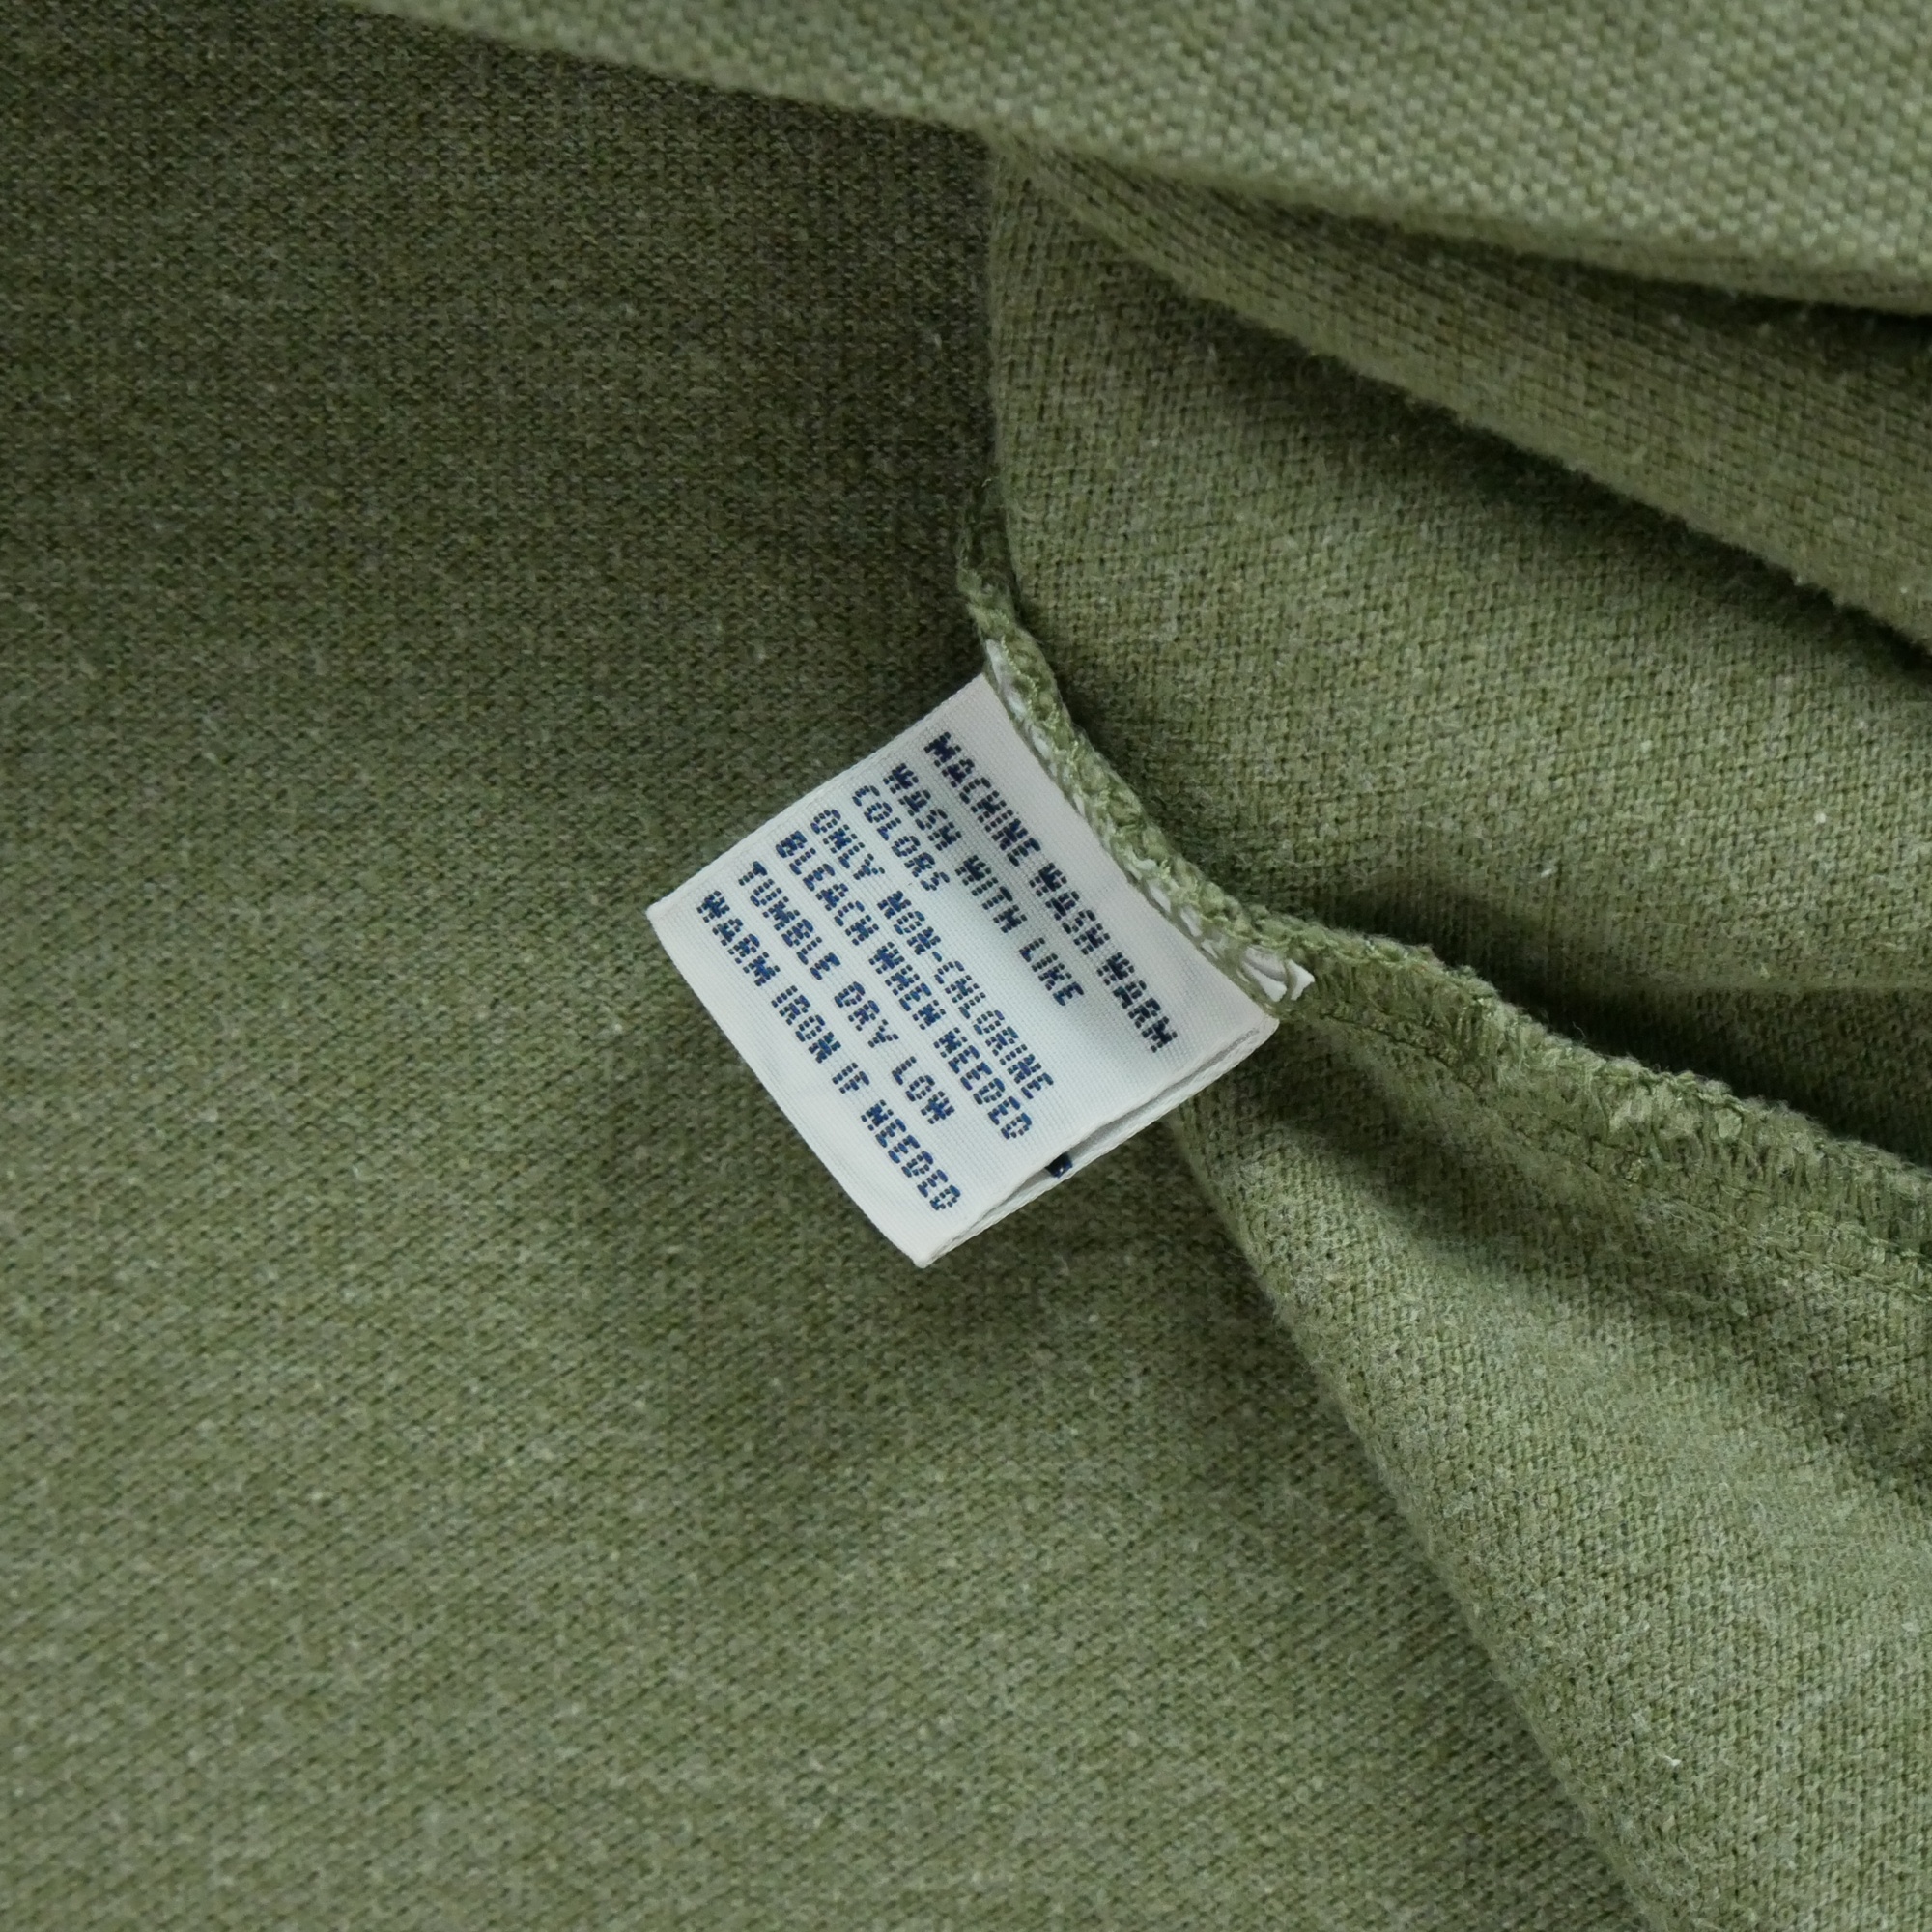 MACHINE WASH WARM
WASH WITH LIKE
COLORS
ONLY NON-CHLORINE
BLEACH WHEN NEEDED
TUMBLE DRY LOW
WARM IRON IF NEEDED